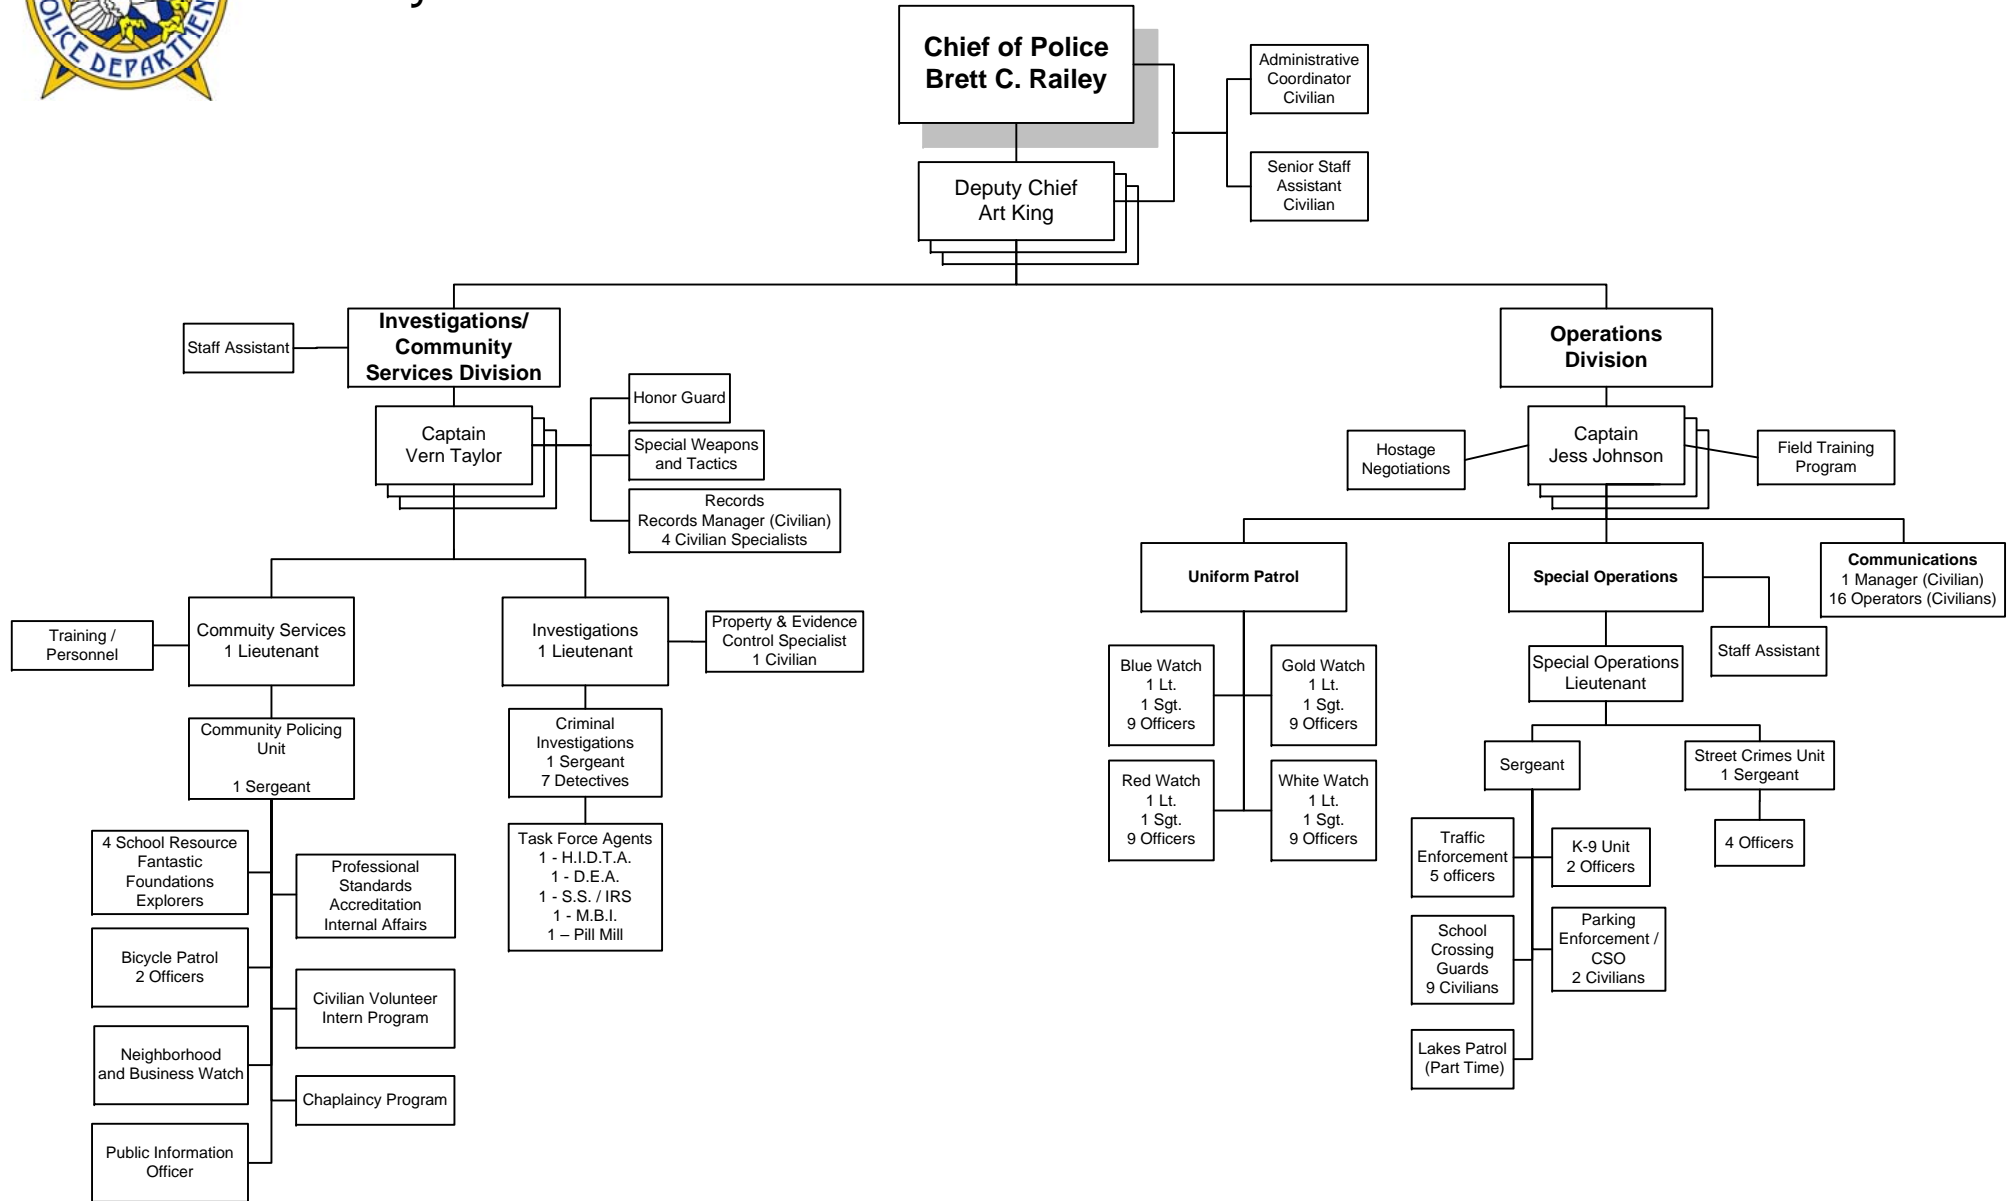 POLICE DEPARTMENT
Chief of Police
Brett C. Railey
Administrative
Coordinator
Civilian
Senior Staff
Assistant
Civilian
Deputy Chief
Art King
Staff Assistant
Investigations/
Community
Services Division
Captain
Vern Taylor
Honor Guard
Special Weapons
and Tactics
Records
Records Manager (Civilian)
4 Civilian Specialists
Training /
Personnel
Commuity Services
1 Lieutenant
Investigations
1 Lieutenant
Property & Evidence
Control Specialist
1 Civilian
Community Policing
Unit
1 Sergeant
Criminal
Investigations
1 Sergeant
7 Detectives
Task Force Agents
1 - H.I.D.T.A.
1 - D.E.A.
1 - S.S. / IRS
1 - M.B.I.
1 – Pill Mill
4 School Resource
Fantastic
Foundations
Explorers
Professional
Standards
Accreditation
Internal Affairs
Bicycle Patrol
2 Officers
Civilian Volunteer
Intern Program
Neighborhood
and Business Watch
Chaplaincy Program
Public Information
Officer
Operations
Division
Captain
Jess Johnson
Hostage
Negotiations
Field Training
Program
Uniform Patrol
Special Operations
Communications
1 Manager (Civilian)
16 Operators (Civilians)
Staff Assistant
Blue Watch
1 Lt.
1 Sgt.
9 Officers
Gold Watch
1 Lt.
1 Sgt.
9 Officers
Red Watch
1 Lt.
1 Sgt.
9 Officers
White Watch
1 Lt.
1 Sgt.
9 Officers
Special Operations
Lieutenant
Sergeant
Street Crimes Unit
1 Sergeant
4 Officers
Traffic
Enforcement
5 officers
K-9 Unit
2 Officers
School
Crossing
Guards
9 Civilians
Parking
Enforcement /
CSO
2 Civilians
Lakes Patrol
(Part Time)